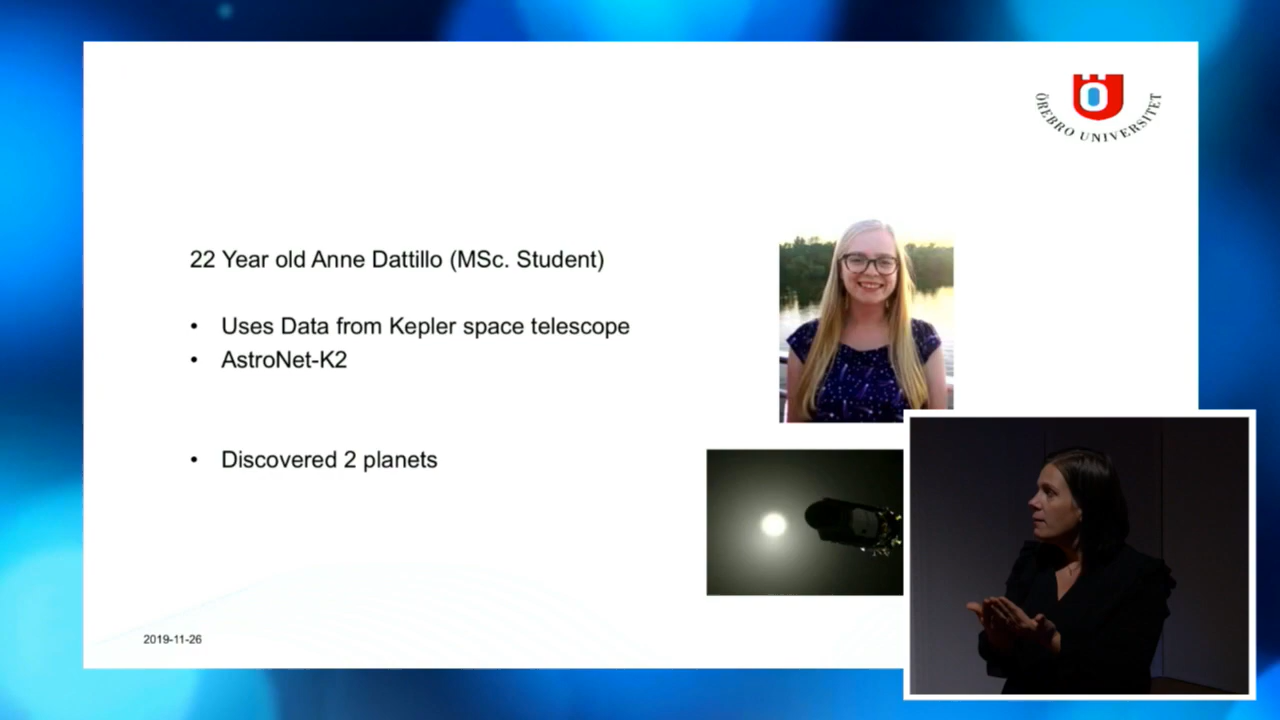 ÖREBRO UNIVERSITET
22 Year old Anne Dattillo (MSc. Student)
• Uses Data from Kepler space telescope
• AstroNet-K2
• Discovered 2 planets
2019-11-26